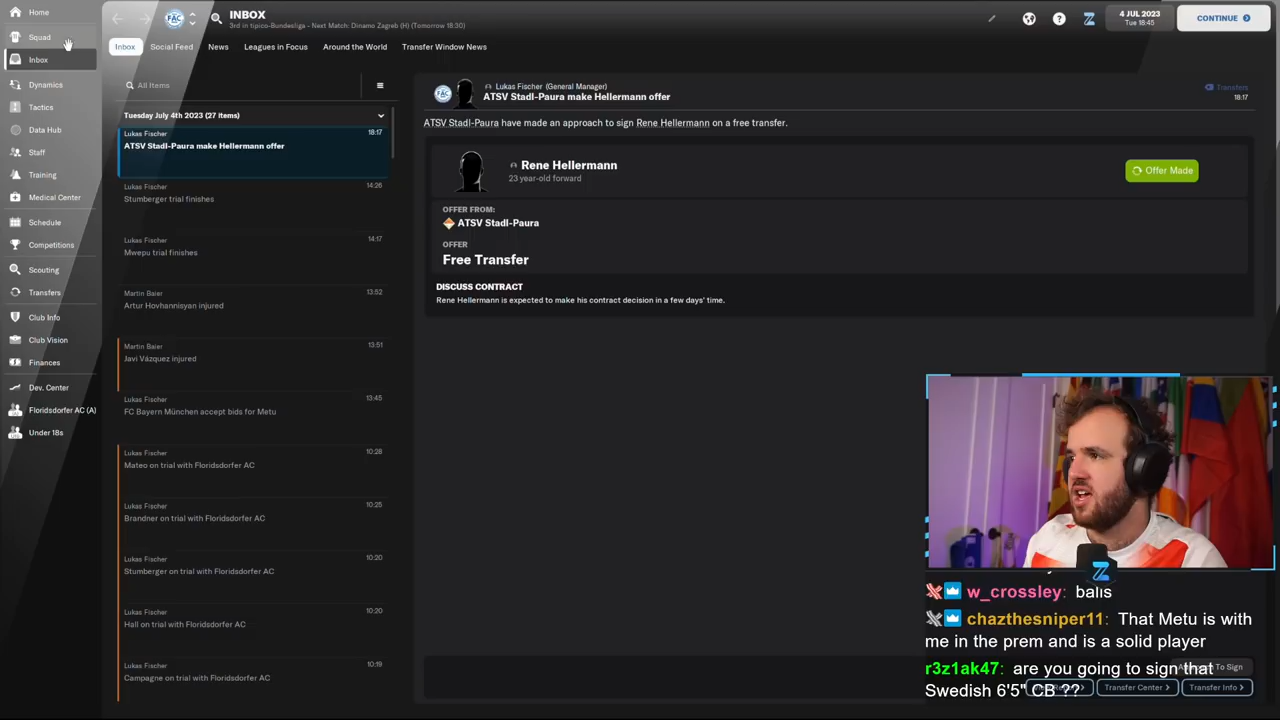 Home
Squad
Inbox
Dynamics
Tactics
Data Hub
Staff
Training
Medical Center
Schedule
Competitions
Scouting
Transfers
Club Info
Club Vision
Finances
Dev. Center
Floridsdorfer AC (A)
Under 18s
FAC
INBOX
3rd in tipico-Bundesliga - Next Match: Dinamo Zagreb (H) (Tomorrow 18:30)
4 JUL 2023
Tue 18:45
CONTINUE
Inbox
Social Feed
News
Leagues in Focus
Around the World
Transfer Window News
All Items
Tuesday July 4th 2023 (27 Items)
Lukas Fischer 18:17
ATSV Stadl-Paura make Hellermann offer
Lukas Fischer 14:26
Stumberger trial finishes
Lukas Fischer 14:17
Mwepu trial finishes
Martin Baier 13:52
Artur Hovhannisyan injured
Martin Baier 13:51
Javi Vázquez injured
Lukas Fischer 13:45
FC Bayern München accept bids for Metu
Lukas Fischer 10:28
Mateo on trial with Floridsdorfer AC
Lukas Fischer 10:25
Brandner on trial with Floridsdorfer AC
Lukas Fischer 10:20
Stumberger on trial with Floridsdorfer AC
Lukas Fischer 10:20
Hall on trial with Floridsdorfer AC
Lukas Fischer 10:19
Campagne on trial with Floridsdorfer AC
FAC
Lukas Fischer (General Manager)
ATSV Stadl-Paura make Hellermann offer
Transfers
18:17
ATSV Stadl-Paura have made an approach to sign Rene Hellermann on a free transfer.
Rene Hellermann
23 year-old forward
Offer Made
OFFER FROM:
ATSV Stadl-Paura
OFFER
Free Transfer
DISCUSS CONTRACT
Rene Hellermann is expected to make his contract decision in a few days' time.
w_crossley: balis
chazthesniper11: That Metu is with
me in the prem and is a solid player
r3z1ak47: are you going to sign that
Swedish 6'5" CB ??
To Sign
Transfer Center
Transfer Info